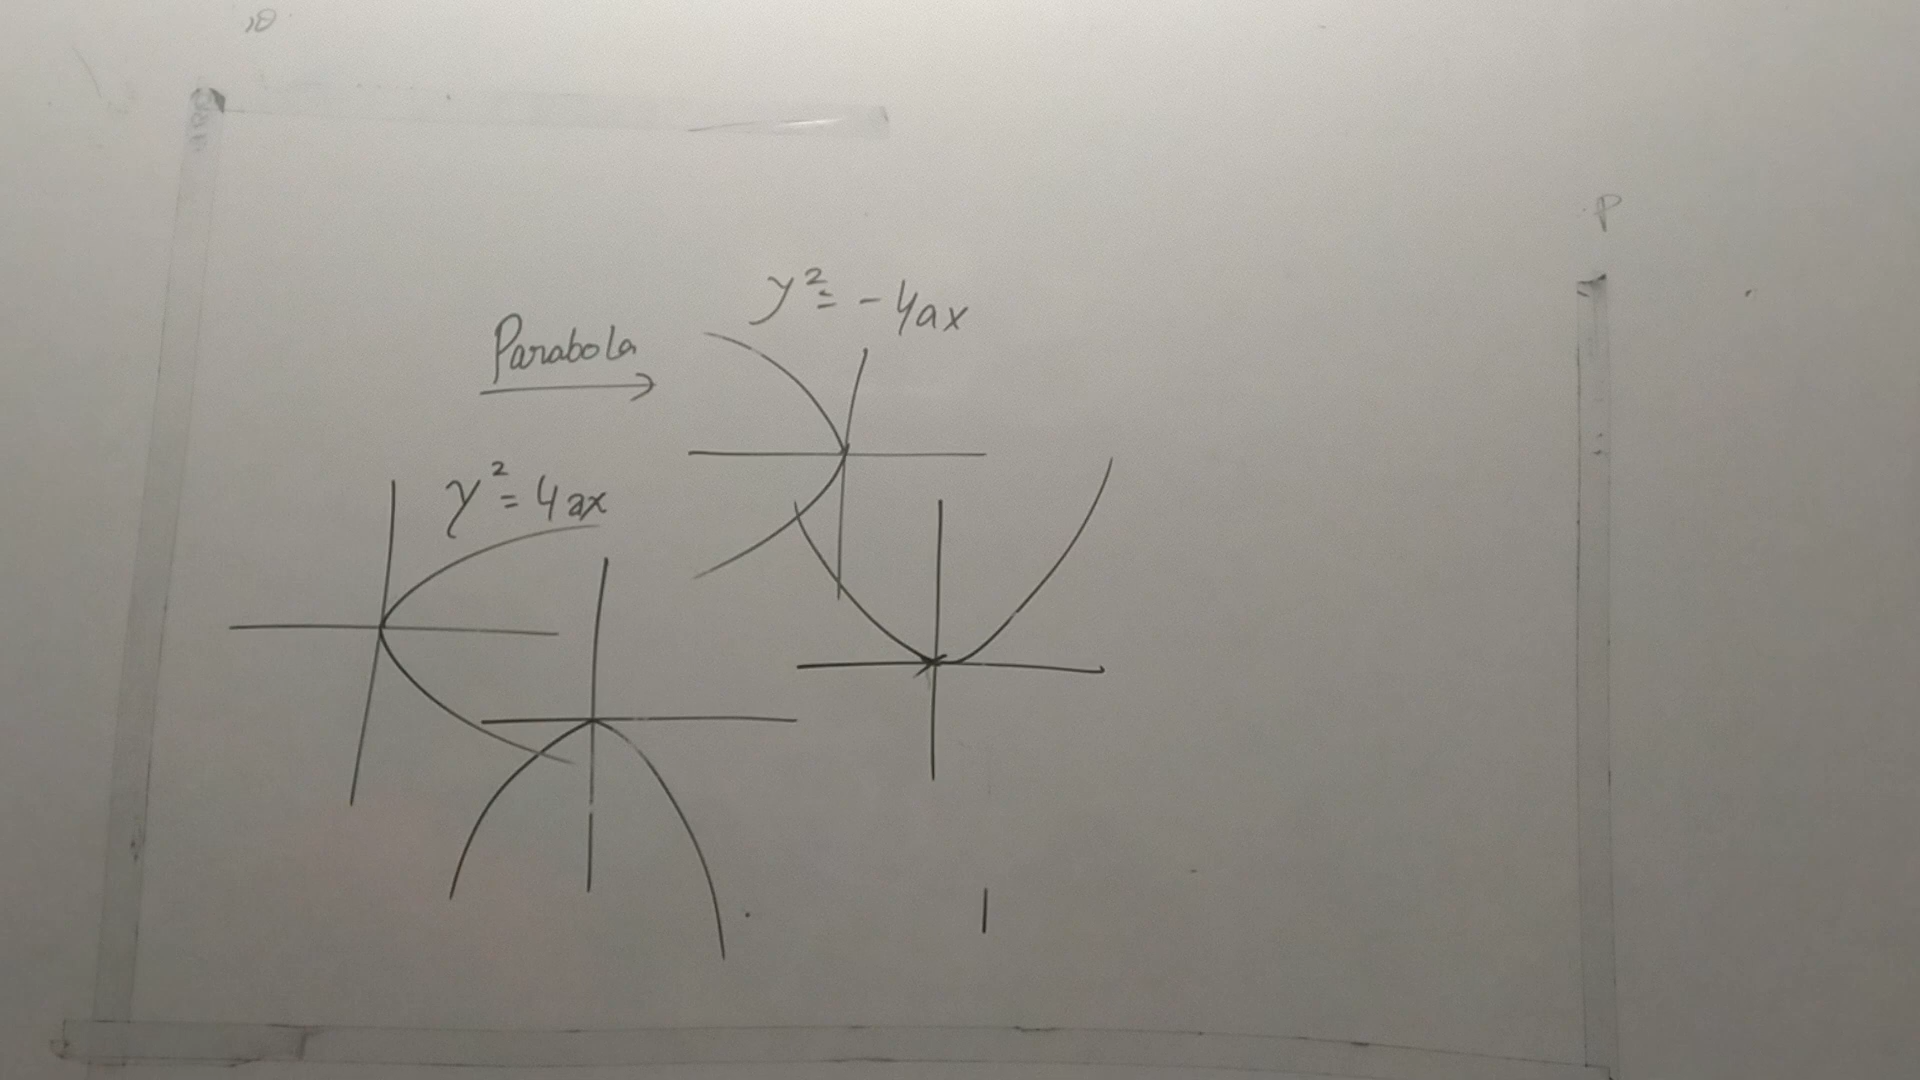 y² = -4ax
Parabola
y² = 4ax
P